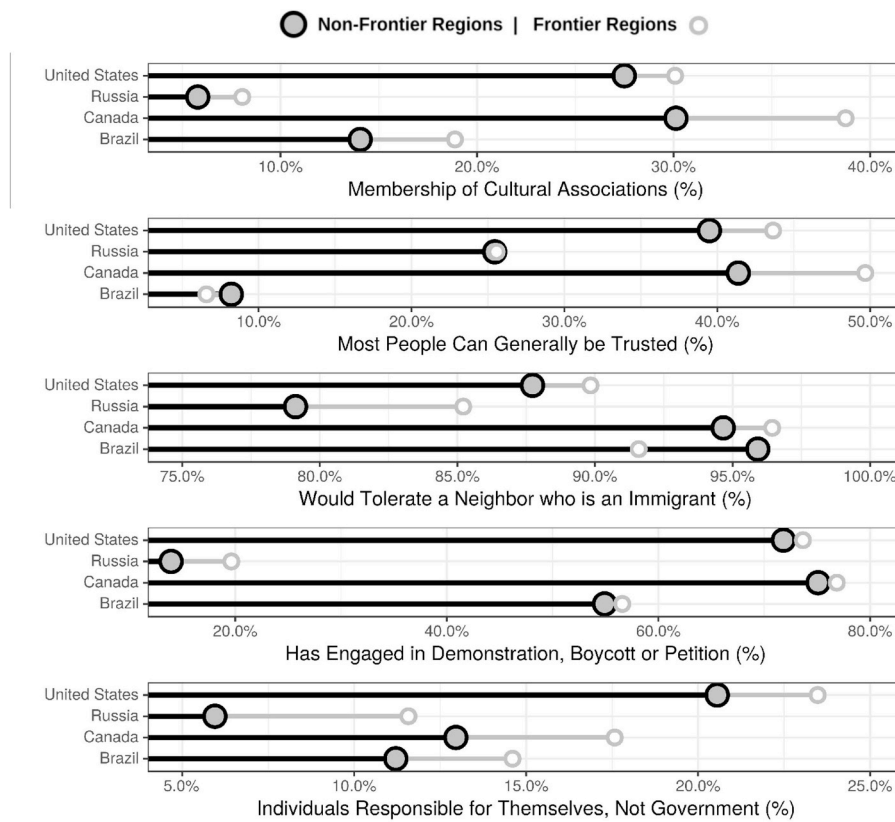 Non-Frontier Regions | Frontier Regions
United States
Russia
Canada
Brazil
10.0% 20.0% 30.0% 40.0%
Membership of Cultural Associations (%)
United States
Russia
Canada
Brazil
10.0% 20.0% 30.0% 40.0% 50.0%
Most People Can Generally be Trusted (%)
United States
Russia
Canada
Brazil
75.0% 80.0% 85.0% 90.0% 95.0% 100.0%
Would Tolerate a Neighbor who is an Immigrant (%)
United States
Russia
Canada
Brazil
20.0% 40.0% 60.0% 80.0%
Has Engaged in Demonstration, Boycott or Petition (%)
United States
Russia
Canada
Brazil
5.0% 10.0% 15.0% 20.0% 25.0%
Individuals Responsible for Themselves, Not Government (%)